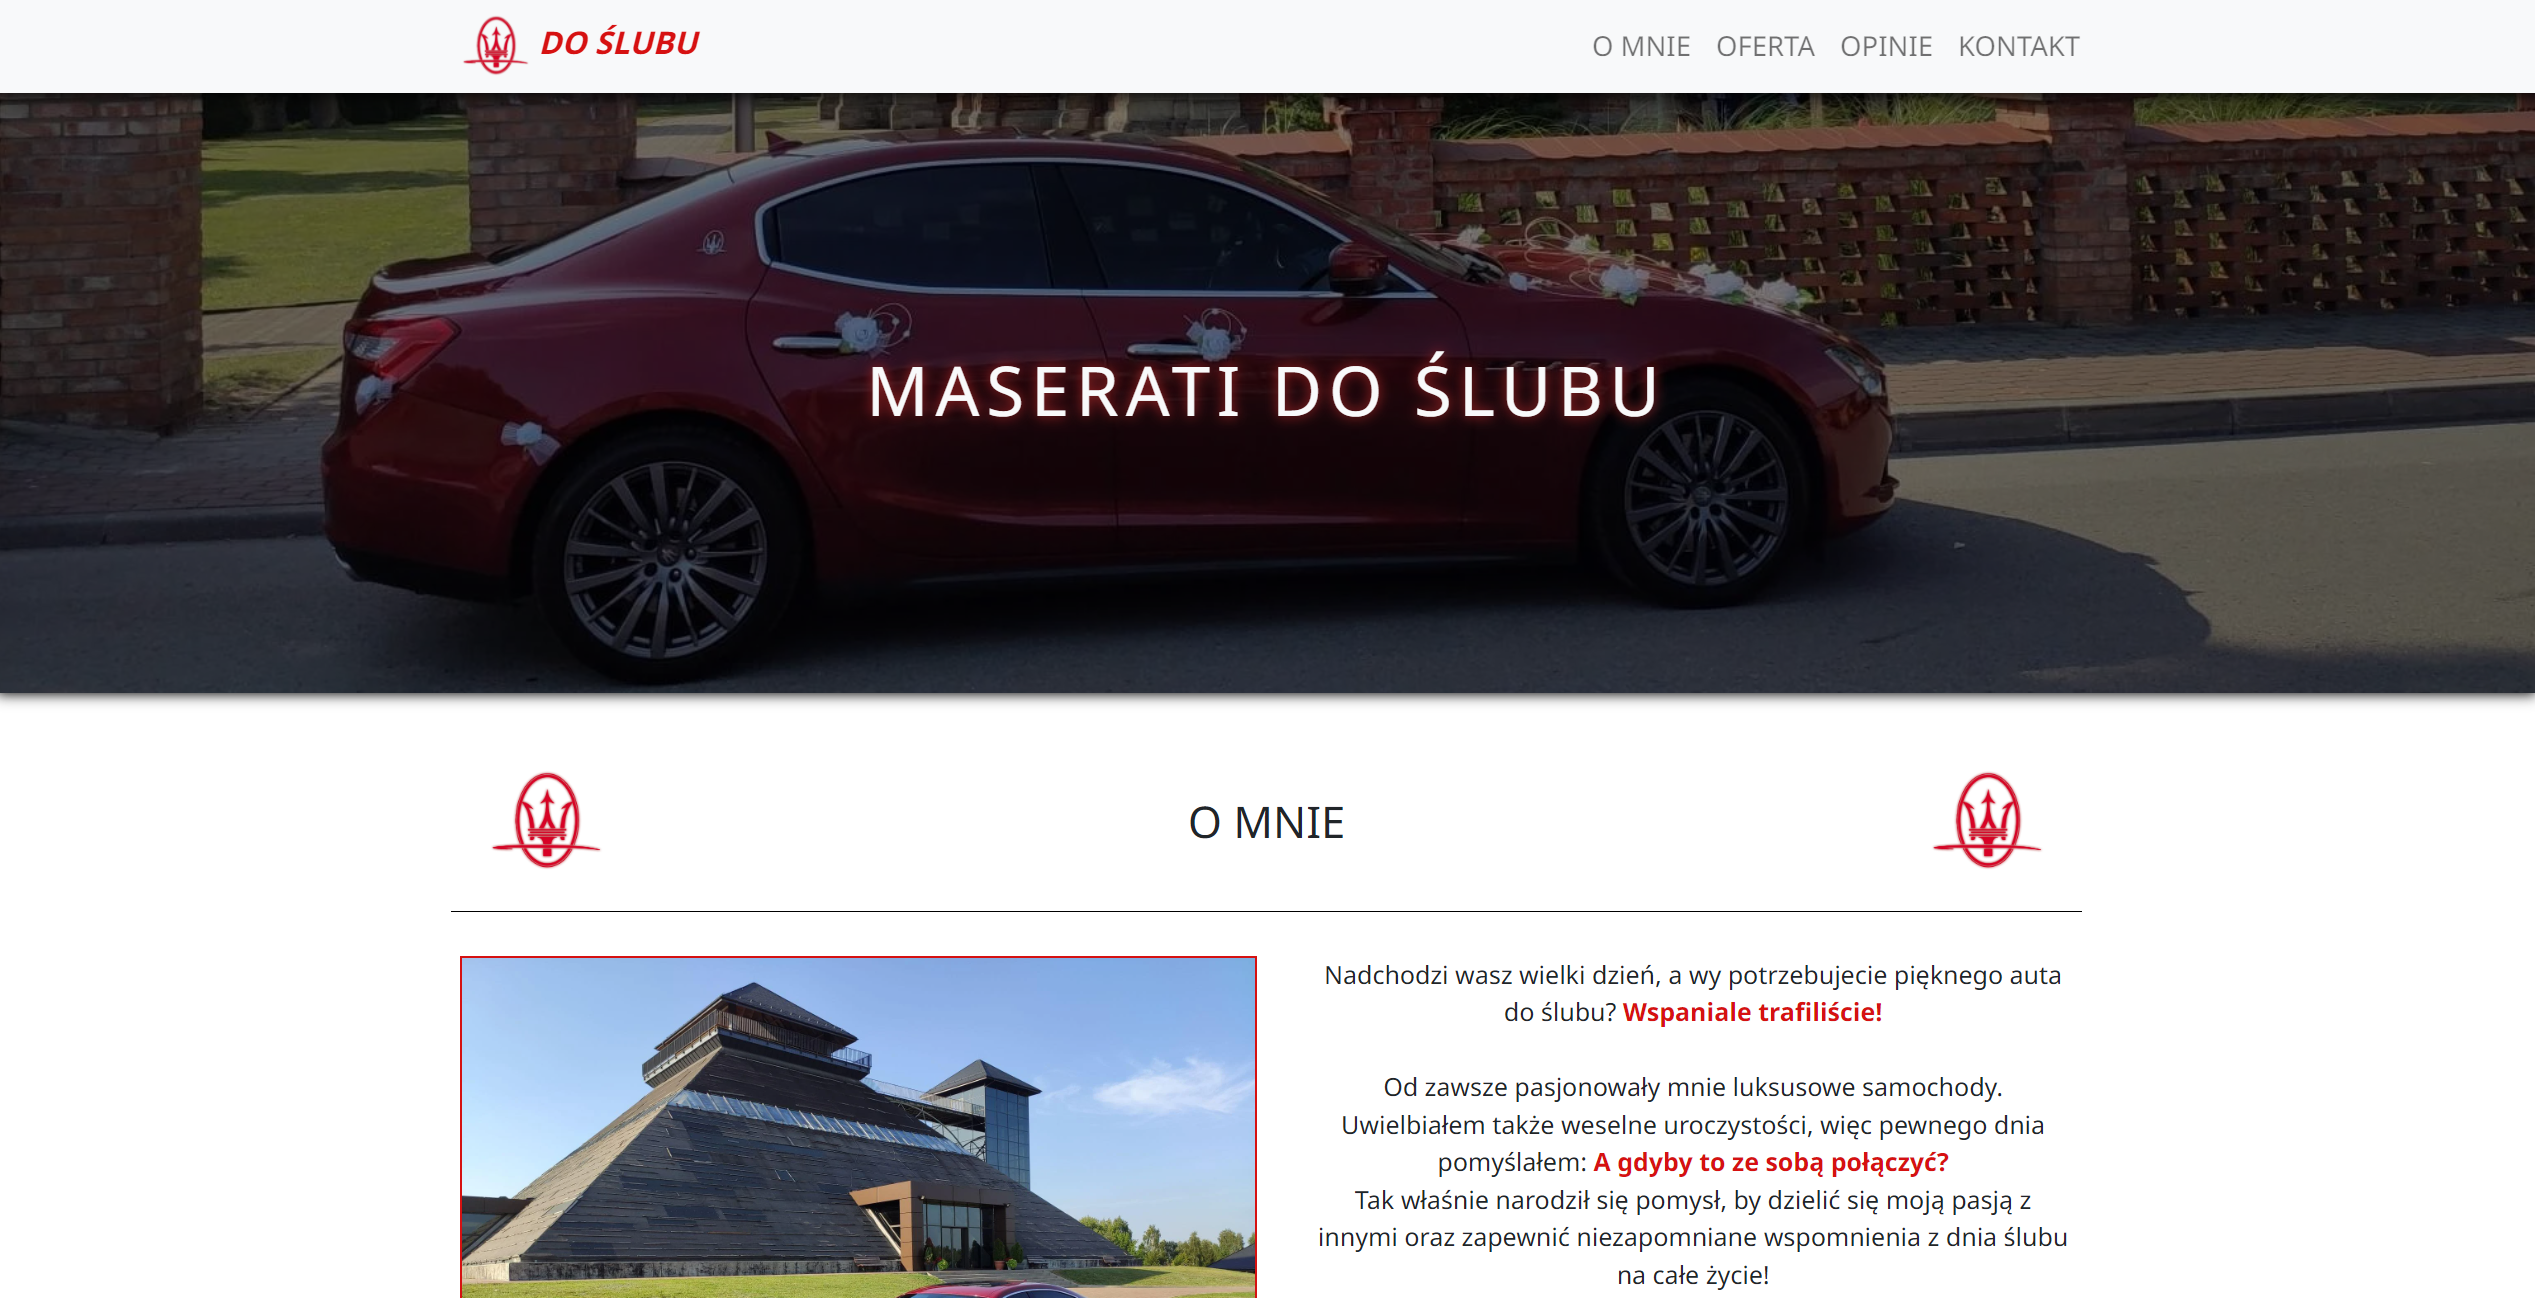 DO ŚLUBU
O MNIE OFERTA OPINIE KONTAKT
MASERATI DO ŚLUBU
O MNIE
Nadchodzi wasz wielki dzień, a wy potrzebujecie pięknego auta
do ślubu? Wspaniale trafiliście!
Od zawsze pasjonowały mnie luksusowe samochody.
Uwielbiałem także weselne uroczystości, więc pewnego dnia
pomyślałem: A gdyby to ze sobą połączyć?
Tak właśnie narodził się pomysł, by dzielić się moją pasją z
innymi oraz zapewnić niezapomniane wspomnienia z dnia ślubu
na całe życie!